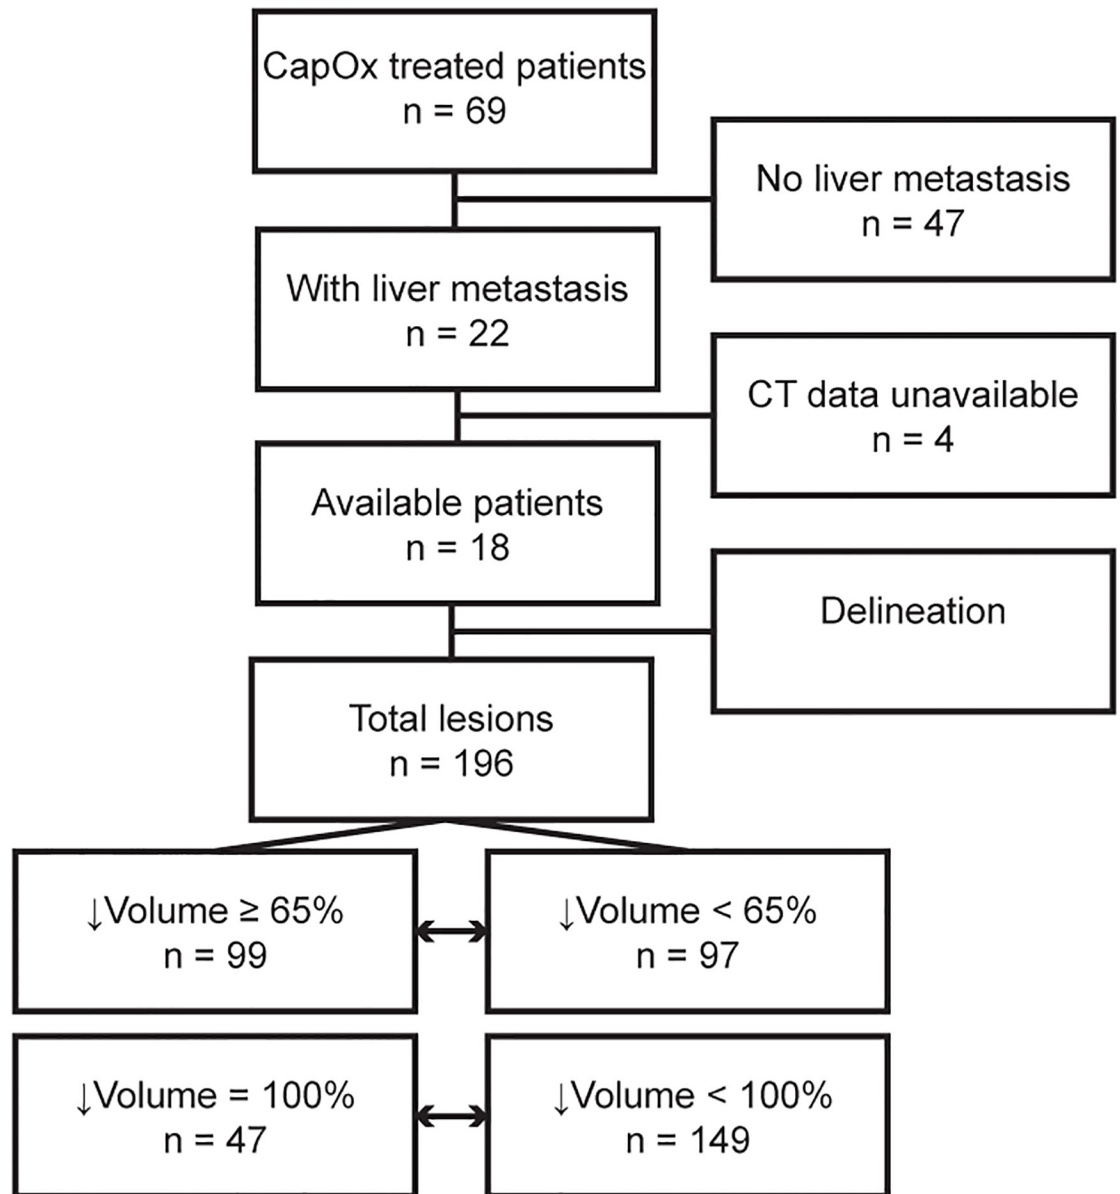 CapOx treated patients
n = 69
No liver metastasis
n = 47
With liver metastasis
n = 22
CT data unavailable
n = 4
Available patients
n = 18
Delineation
Total lesions
n = 196
↓Volume ≥ 65%
n = 99
↓Volume < 65%
n = 97
↓Volume = 100%
n = 47
↓Volume < 100%
n = 149